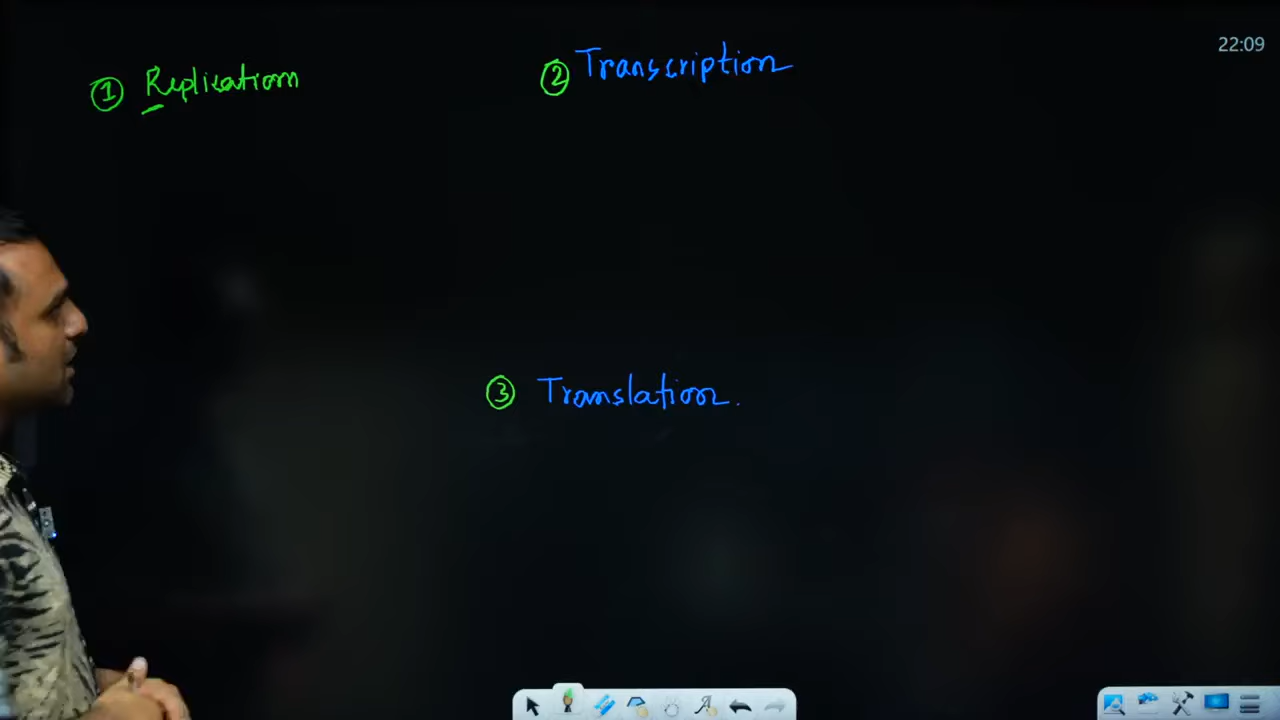 22:09
① Replication
② Transcription
③ Translation.